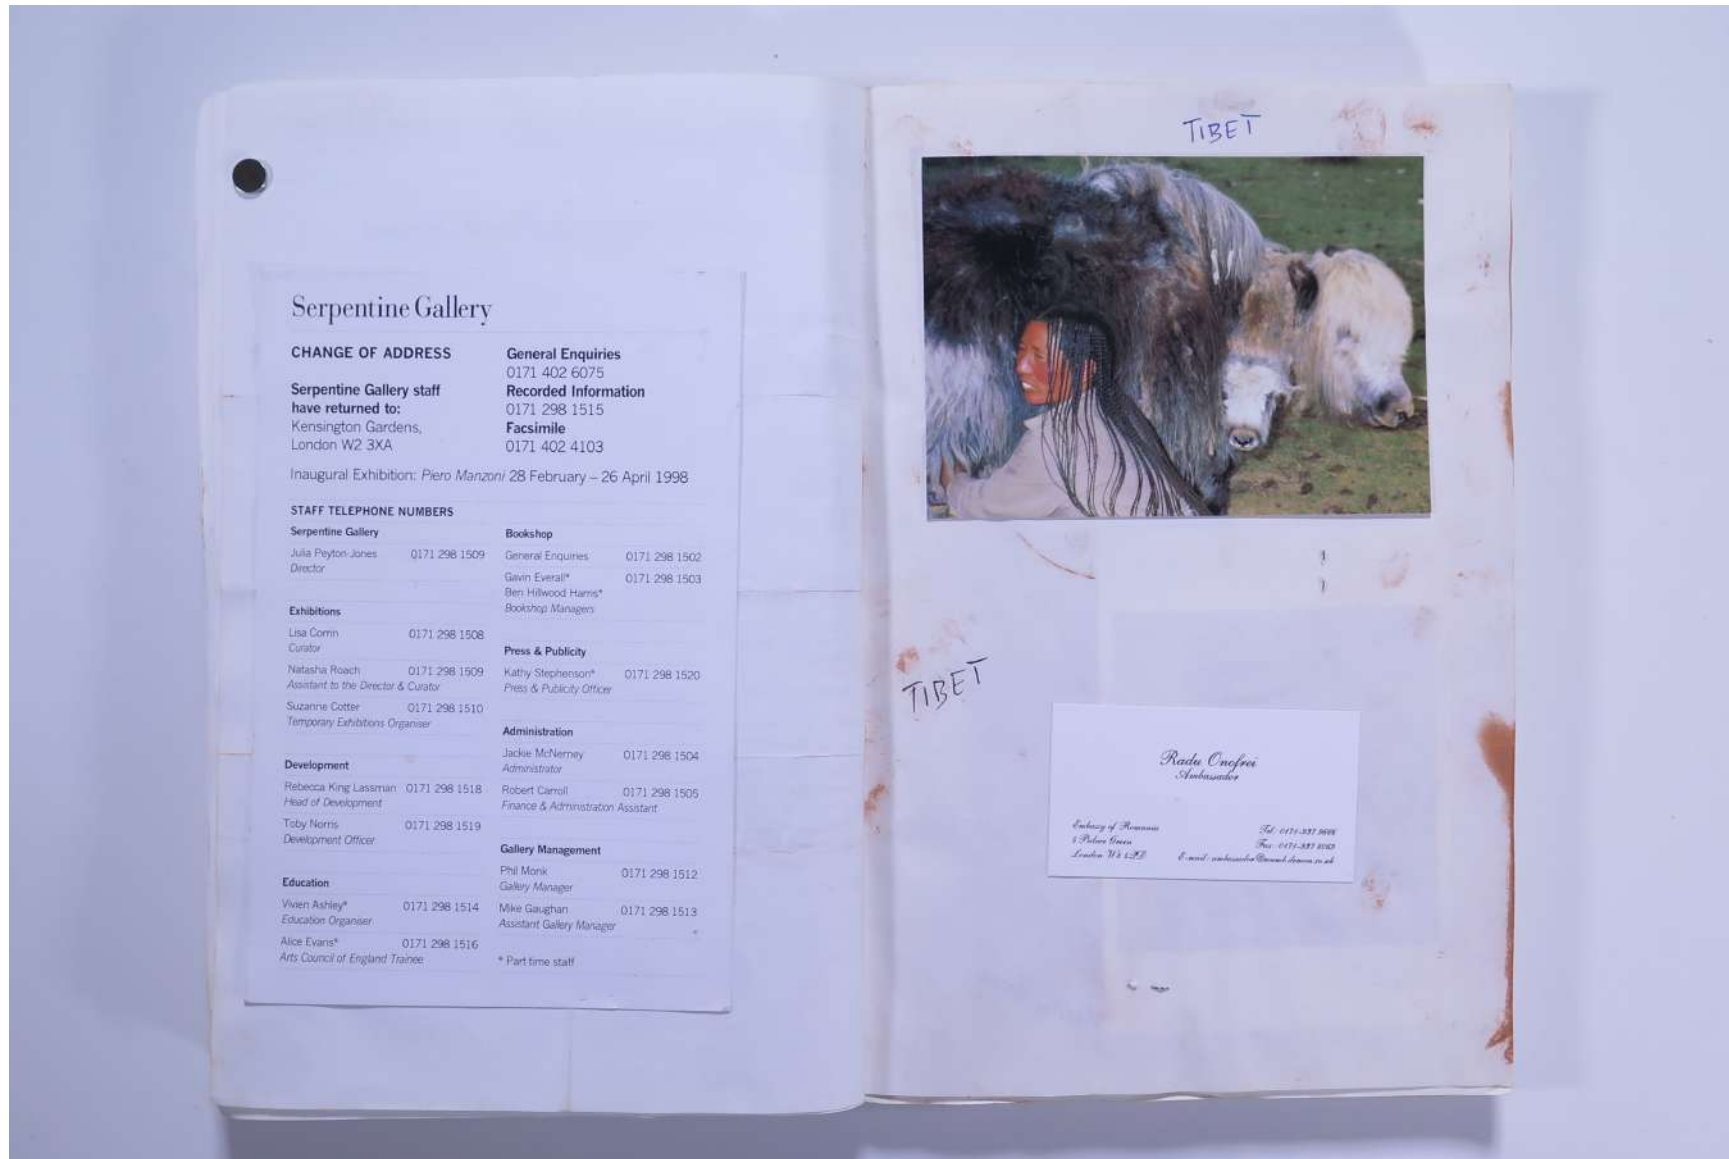 Serpentine Gallery
CHANGE OF ADDRESS
Serpentine Gallery staff
have returned to:
Kensington Gardens,
London W2 3XA
General Enquiries
0171 402 6075
Recorded Information
0171 298 1515
Facsimile
0171 402 4103
Inaugural Exhibition: Piero Manzoni 28 February – 26 April 1998
STAFF TELEPHONE NUMBERS
Serpentine Gallery
Julia Peyton-Jones 0171 298 1509
Director
Exhibitions
Lisa Corrin 0171 298 1508
Curator
Natasha Roach 0171 298 1509
Assistant to the Director & Curator
Suzanne Cotter 0171 298 1510
Temporary Exhibitions Organiser
Development
Rebecca King Lassman 0171 298 1518
Head of Development
Toby Norris 0171 298 1519
Development Officer
Education
Vivien Ashley* 0171 298 1514
Education Organiser
Alice Evans* 0171 298 1516
Arts Council of England Trainee
Bookshop
General Enquiries 0171 298 1502
Gavin Everall* 0171 298 1503
Ben Hillwood Harris*
Bookshop Managers
Press & Publicity
Kathy Stephenson* 0171 298 1520
Press & Publicity Officer
Administration
Jackie McNerney 0171 298 1504
Administrator
Robert Carroll 0171 298 1505
Finance & Administration Assistant
Gallery Management
Phil Monk 0171 298 1512
Gallery Manager
Mike Gaughan 0171 298 1513
Assistant Gallery Manager
* Part time staff
TIBET
TIBET
Radu Onofrei
Ambassador
Embassy of Romania
Palace Green
London W8
Tel: 0171-937
Fax: 0171-937
E-mail: